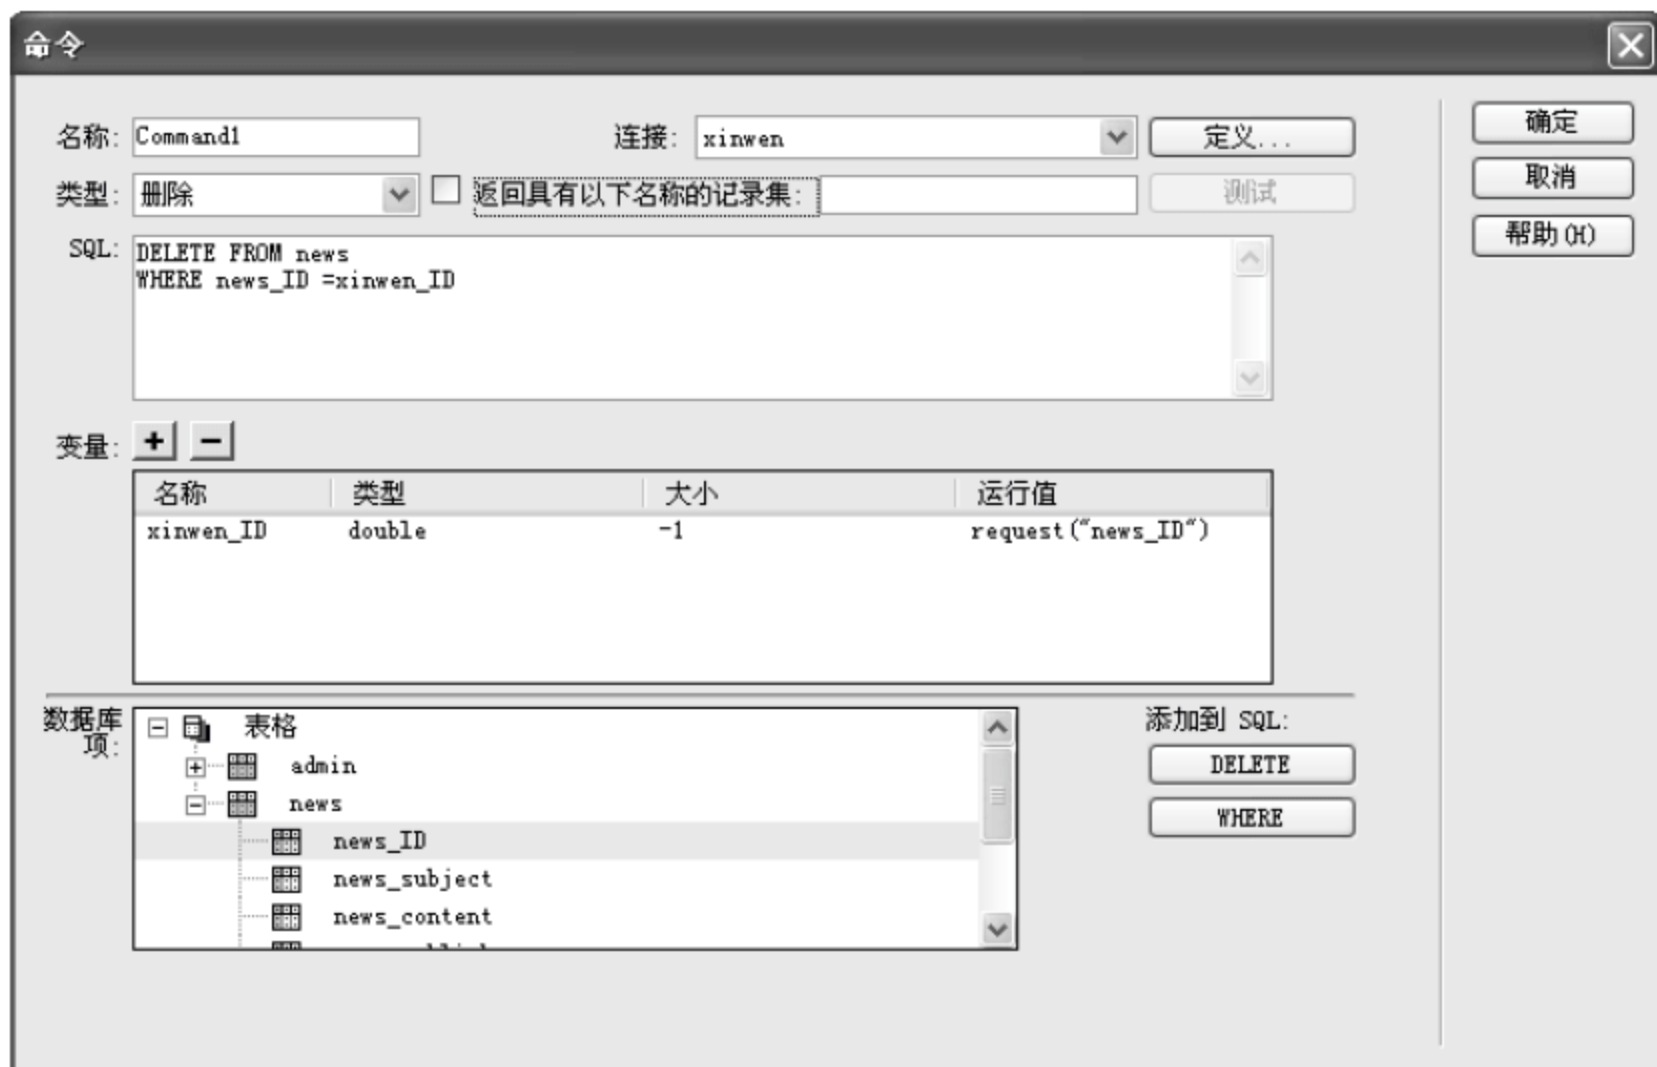 命令
名称: Command1 连接: xinwen 定义...
类型: 删除 返回具有以下名称的记录集: 测试
SQL: DELETE FROM news
WHERE news_ID =xinwen_ID
确定
取消
帮助(H)
变量: + −
名称 类型 大小 运行值
xinwen_ID double -1 request("news_ID")
数据库
项:
表格
admin
news
news_ID
news_subject
news_content
添加到 SQL:
DELETE
WHERE